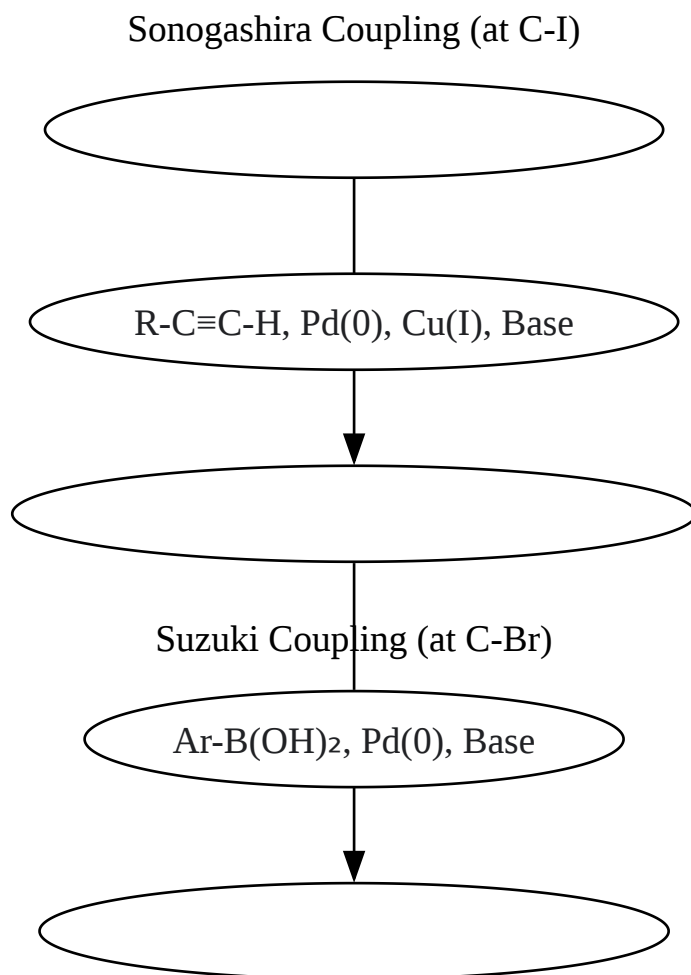 Sonogashira Coupling (at C-I)
R-C≡C-H, Pd(0), Cu(I), Base
Suzuki Coupling (at C-Br)
Ar-B(OH)₂, Pd(0), Base